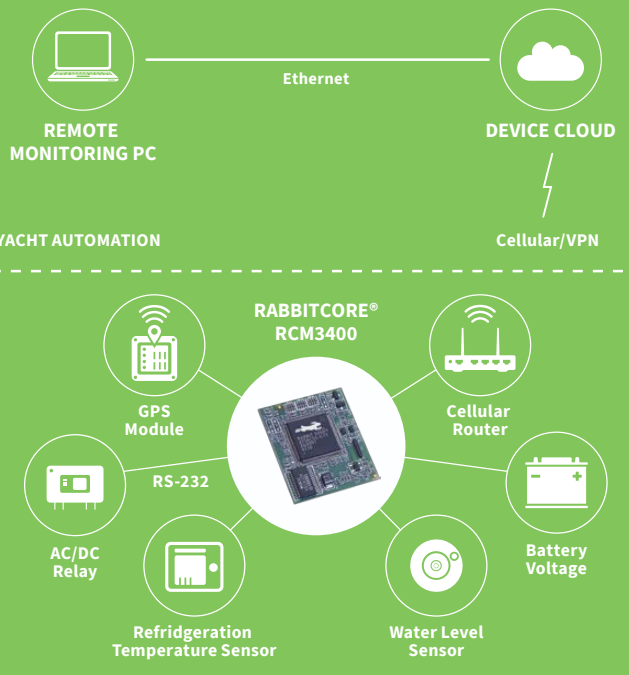 Ethernet
REMOTE
MONITORING PC
DEVICE CLOUD
YACHT AUTOMATION
Cellular/VPN
RABBITCORE®
RCM3400
GPS
Module
Cellular
Router
RS-232
AC/DC
Relay
Battery
Voltage
Refridgeration
Temperature Sensor
Water Level
Sensor